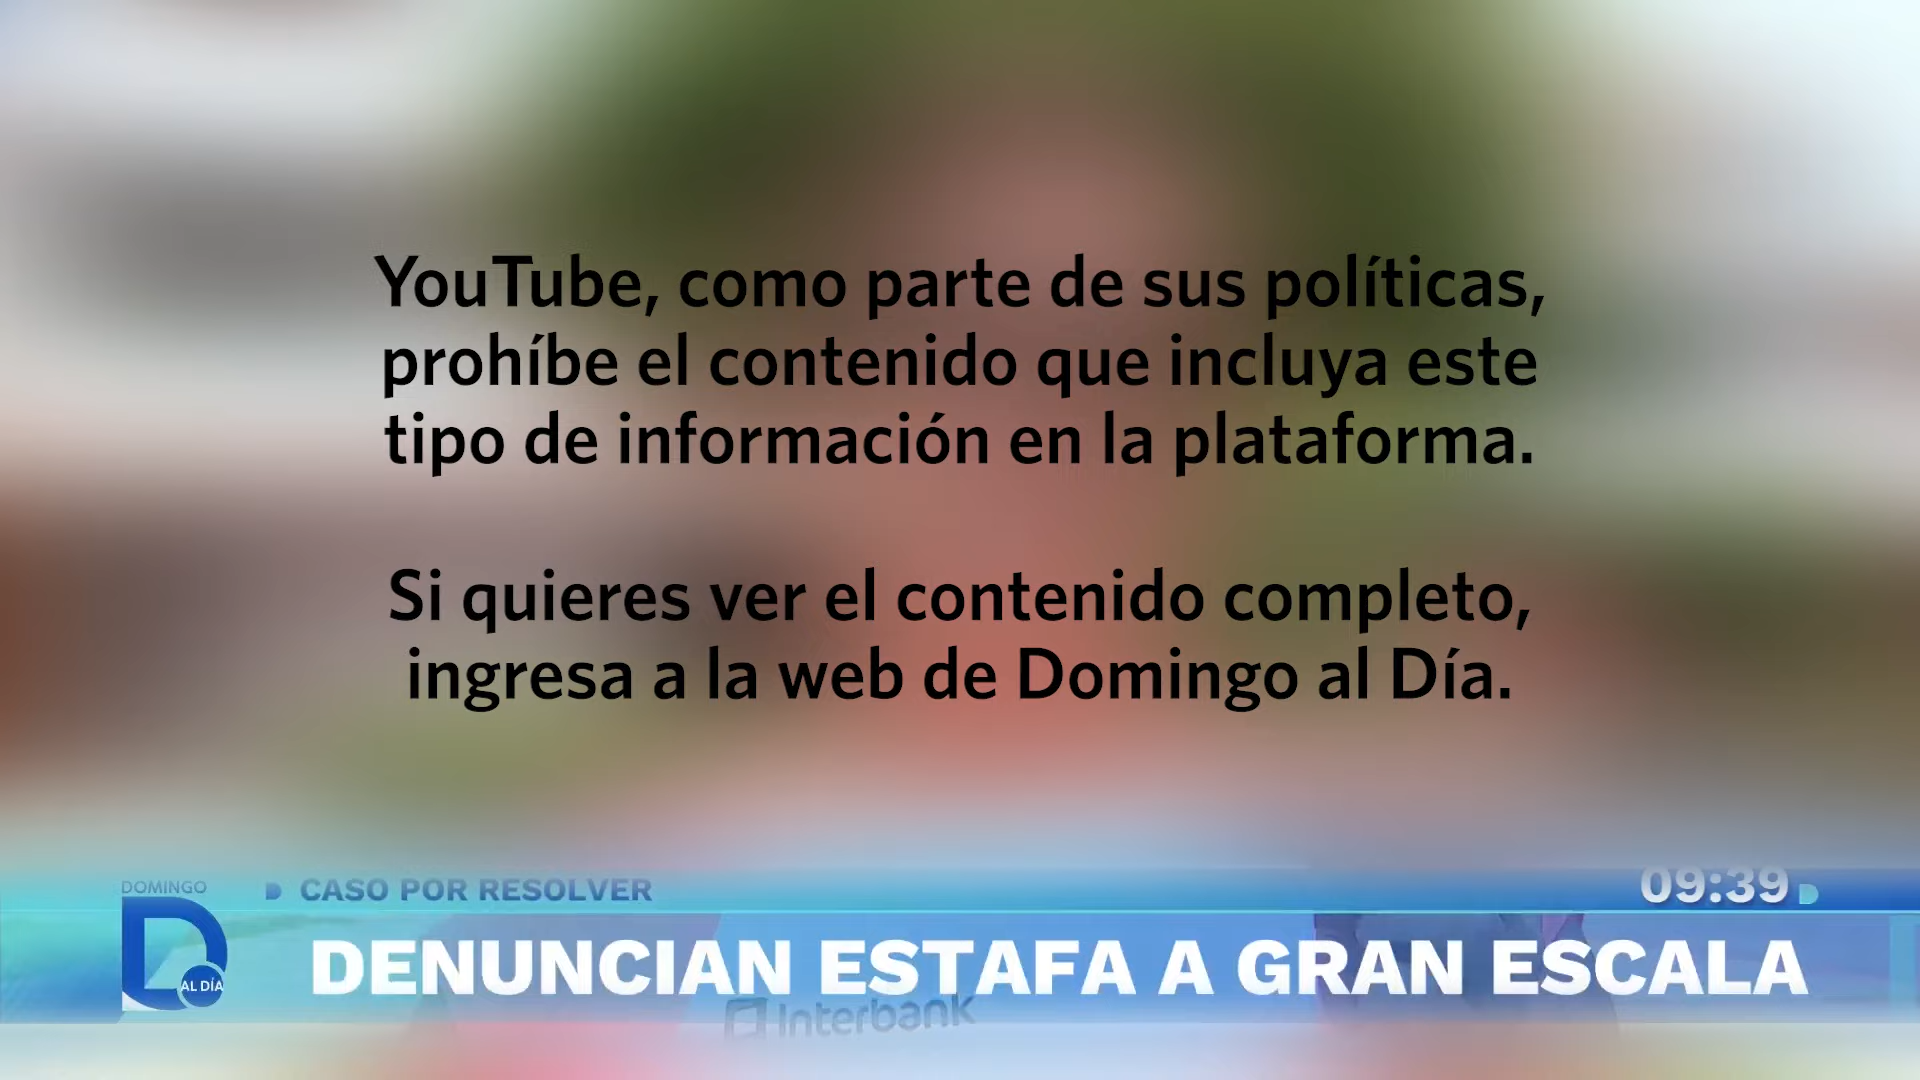 YouTube, como parte de sus políticas,
prohíbe el contenido que incluya este
tipo de información en la plataforma.
Si quieres ver el contenido completo,
ingresa a la web de Domingo al Día.
DOMINGO
D
AL DÍA
CASO POR RESOLVER
09:39
DENUNCIAN ESTAFA A GRAN ESCALA
Interbank